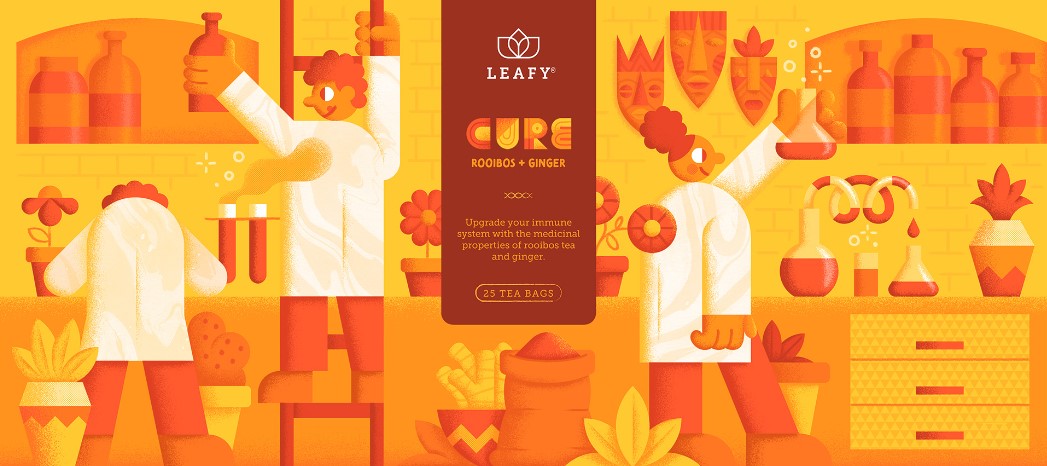 LEAFY®
CURE
ROOIBOS + GINGER
Upgrade your immune
system with the medicinal
properties of rooibos tea
and ginger.
25 TEA BAGS